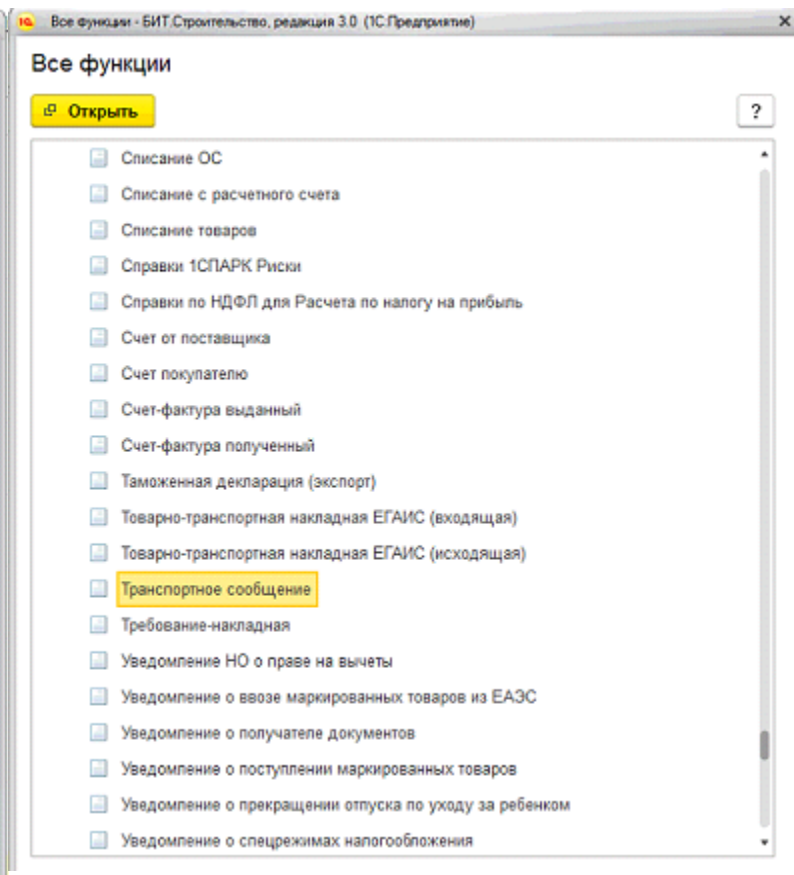 Все функции - БИТ.Строительство, редакция 3.0 (1С:Предприятие)
Все функции
Открыть
?
Списание ОС
Списание с расчетного счета
Списание товаров
Справки 1СПАРК Риски
Справки по НДФЛ для Расчета по налогу на прибыль
Счет от поставщика
Счет покупателю
Счет-фактура выданный
Счет-фактура полученный
Таможенная декларация (экспорт)
Товарно-транспортная накладная ЕГАИС (входящая)
Товарно-транспортная накладная ЕГАИС (исходящая)
Транспортное сообщение
Требование-накладная
Уведомление НО о праве на вычеты
Уведомление о ввозе маркированных товаров из ЕАЭС
Уведомление о получателе документов
Уведомление о поступлении маркированных товаров
Уведомление о прекращении отпуска по уходу за ребенком
Уведомление о спецрежимах налогообложения